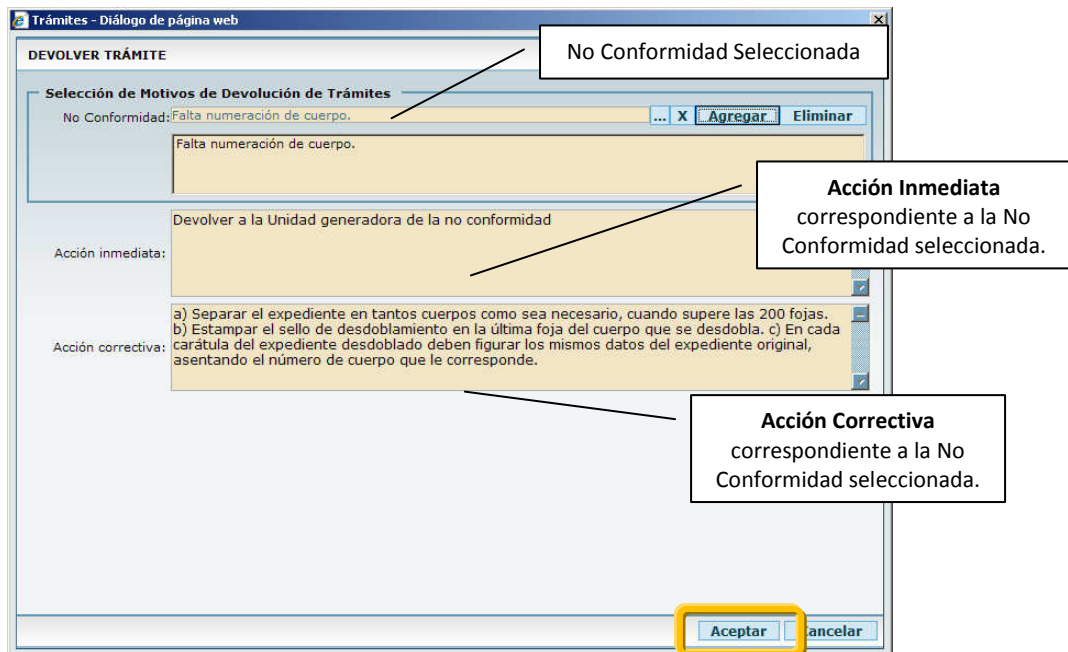 Trámites - Diálogo de página web
DEVOLVER TRÁMITE
No Conformidad Seleccionada
Selección de Motivos de Devolución de Trámites
No Conformidad: Falta numeración de cuerpo. ... X Agregar Eliminar
Falta numeración de cuerpo.
Acción Inmediata
correspondiente a la No
Conformidad seleccionada.
Acción inmediata:
Devolver a la Unidad generadora de la no conformidad
Acción correctiva:
a) Separar el expediente en tantos cuerpos como sea necesario, cuando supere las 200 fojas.
b) Estampar el sello de desdoblamiento en la última foja del cuerpo que se desdobla. c) En cada
carátula del expediente desdoblado deben figurar los mismos datos del expediente original,
asentando el número de cuerpo que le corresponde.
Acción Correctiva
correspondiente a la No
Conformidad seleccionada.
Aceptar Cancelar